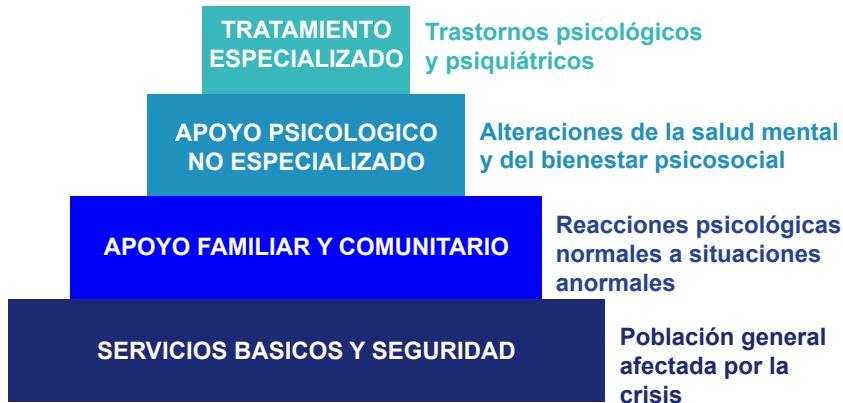 TRATAMIENTO
ESPECIALIZADO
Trastornos psicológicos
y psiquiátricos
APOYO PSICOLOGICO
NO ESPECIALIZADO
Alteraciones de la salud mental
y del bienestar psicosocial
APOYO FAMILIAR Y COMUNITARIO
Reacciones psicológicas
normales a situaciones
anormales
SERVICIOS BASICOS Y SEGURIDAD
Población general
afectada por la
crisis